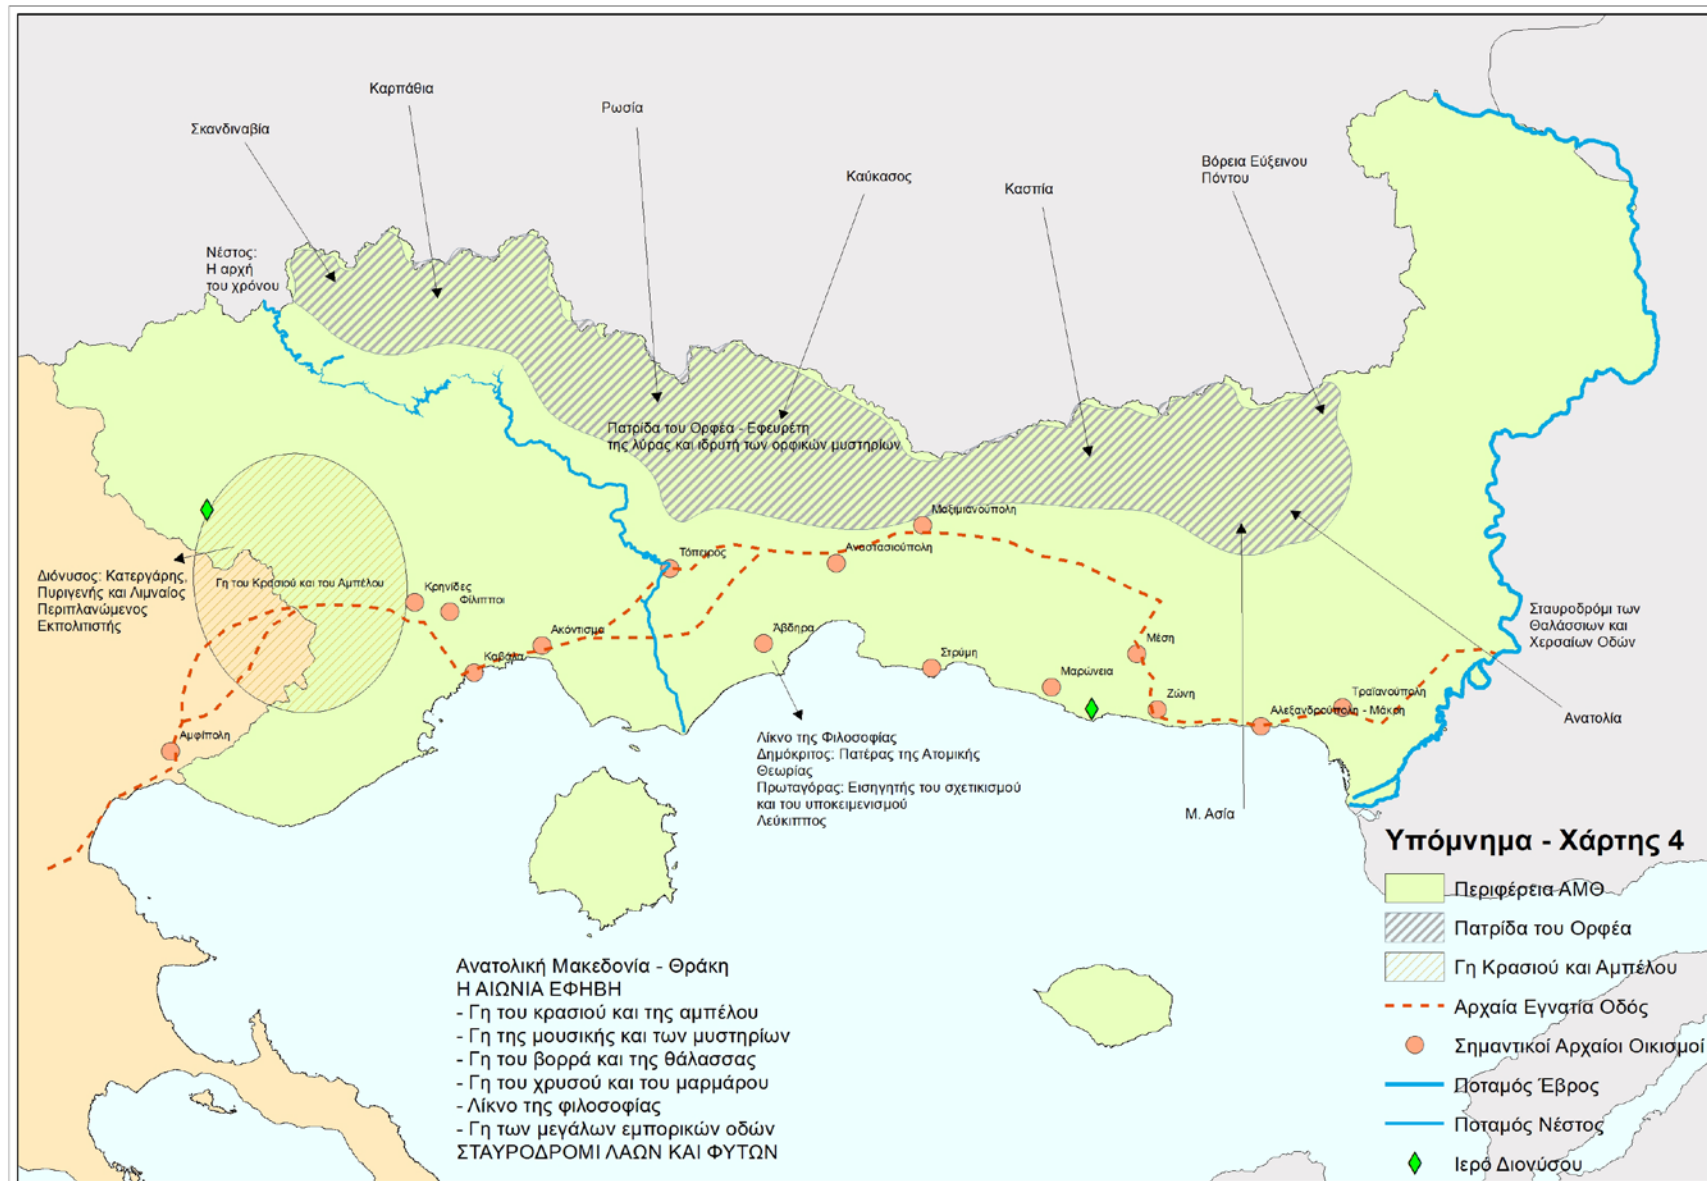 Καρπάθια
Ρωσία
Σκανδιναβία
Βόρεια Εύξεινου
Πόντου
Καύκασος
Κασπία
Νέστος:
Η αρχή
του χρόνου
Πατρίδα του Ορφέα - Εφευρέτη
της λύρας και ιδρυτή των ορφικών μυστηρίων
Μαξιμιανούπολη
Τόπειρος
Αναστασιούπολη
Διόνυσος: Κατεργάρης,
Πυριγενής και Λιμναίος
Περιπλανώμενος
Εκπολιτιστής
Γη του Κρασιού και του Αμπέλου
Κρηνίδες
Φίλιπποι
Σταυροδρόμι των
Θαλάσσιων και
Χερσαίων Οδών
Ακόντισμα
Άβδηρα
Μέση
Στρύμη
Καβάλα
Μαρώνεια
Ζώνη
Τραϊανούπολη
Αλεξανδρούπολη - Μάκρη
Ανατολία
Αμφίπολη
Λίκνο της Φιλοσοφίας
Δημόκριτος: Πατέρας της Ατομικής
Θεωρίας
Πρωταγόρας: Εισηγητής του σχετικισμού
και του υποκειμενισμού
Λεύκιππος
Μ. Ασία
Υπόμνημα - Χάρτης 4
Περιφέρεια ΑΜΘ
Πατρίδα του Ορφέα
Γη Κρασιού και Αμπέλου
Αρχαία Εγνατία Οδός
Σημαντικοί Αρχαίοι Οικισμοί
Ποταμός Έβρος
Ποταμός Νέστος
Ιερό Διονύσου
Ανατολική Μακεδονία - Θράκη
Η ΑΙΩΝΙΑ ΕΦΗΒΗ
- Γη του κρασιού και της αμπέλου
- Γη της μουσικής και των μυστηρίων
- Γη του βορρά και της θάλασσας
- Γη του χρυσού και του μαρμάρου
- Λίκνο της φιλοσοφίας
- Γη των μεγάλων εμπορικών οδών
ΣΤΑΥΡΟΔΡΟΜΙ ΛΑΩΝ ΚΑΙ ΦΥΤΩΝ